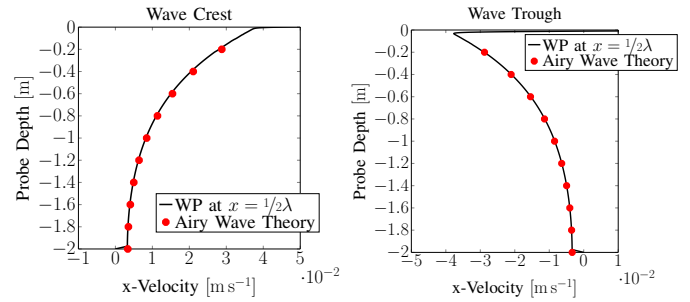 Wave Crest
0
−0.2
−0.4
−0.6
−0.8
−1
−1.2
−1.4
−1.6
−1.8
−2
Probe Depth [m]
WP at x = 1/2λ
Airy Wave Theory
−1 0 1 2 3 4 5
·10⁻²
x-Velocity [m s⁻¹]
Wave Trough
0
−0.2
−0.4
−0.6
−0.8
−1
−1.2
−1.4
−1.6
−1.8
−2
Probe Depth [m]
WP at x = 1/2λ
Airy Wave Theory
−5 −4 −3 −2 −1 0 1
·10⁻²
x-Velocity [m s⁻¹]